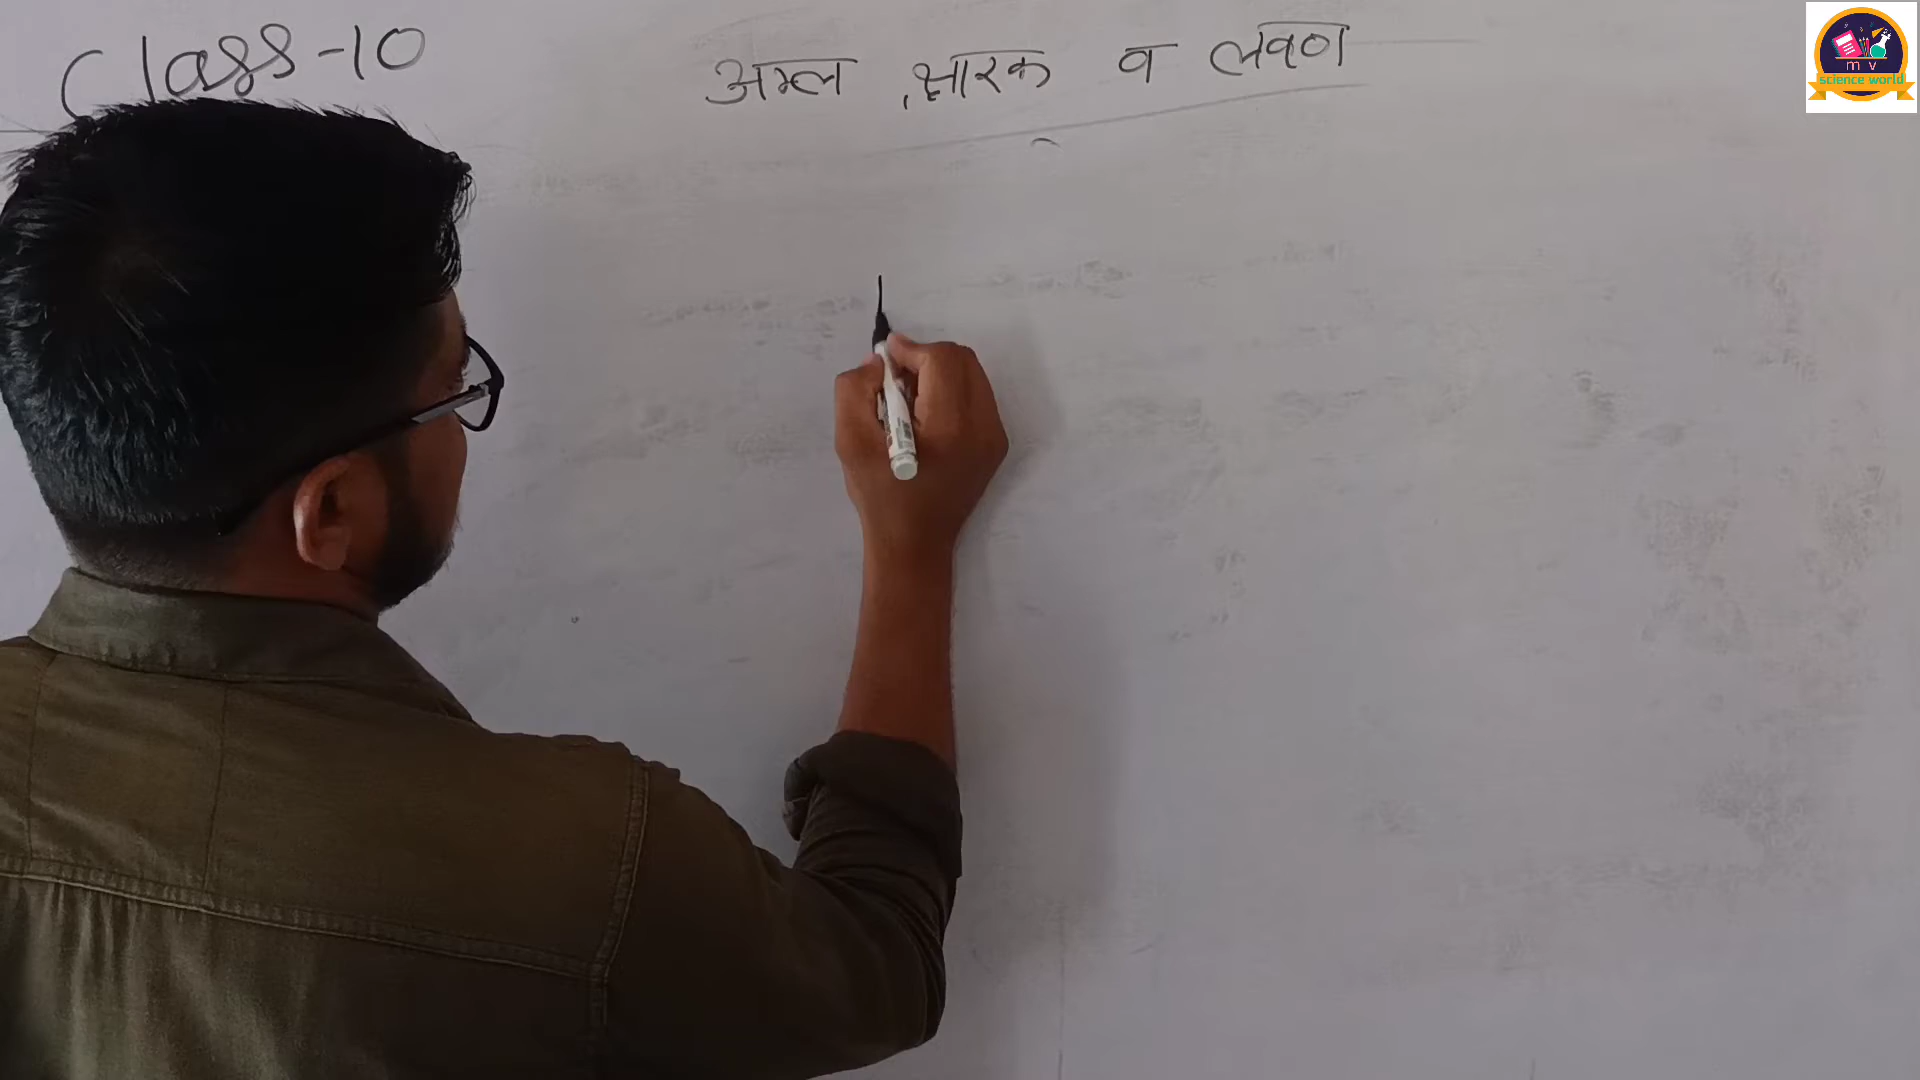 Class-10
अम्ल, क्षारक व लवण
m v
science world